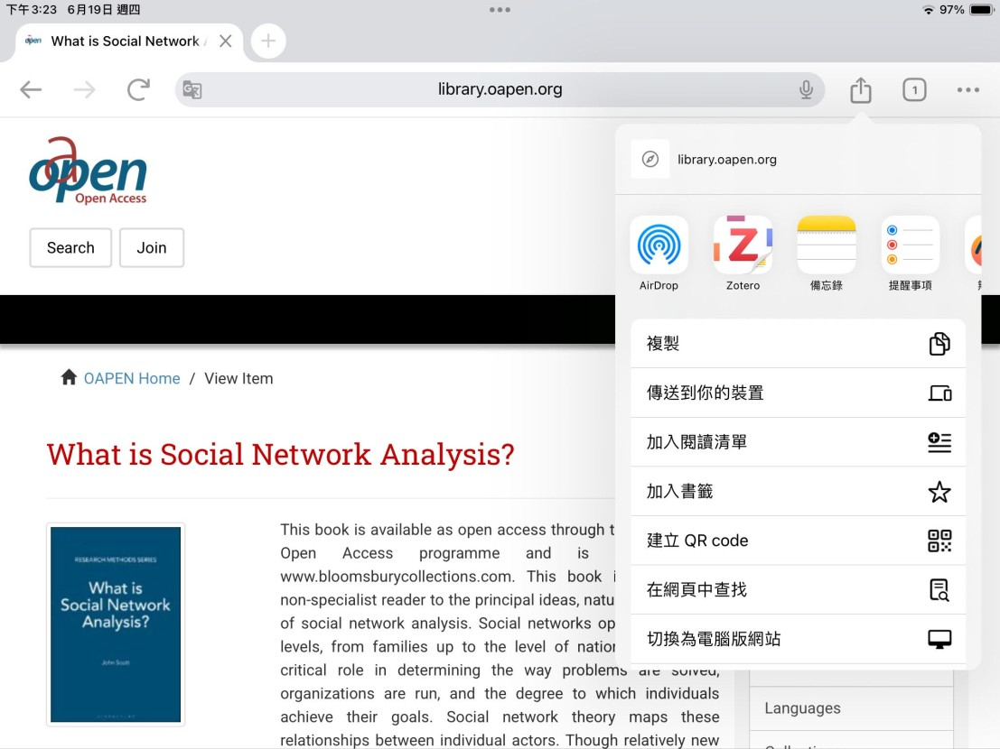 下午3:23 6月19日 週四
97%
What is Social Network
library.oapen.org
1
oapen
Open Access
library.oapen.org
Search
Join
AirDrop
Zotero
備忘錄
提醒事項
複製
傳送到你的裝置
加入閱讀清單
加入書籤
建立 QR code
在網頁中查找
切換為電腦版網站
OAPEN Home / View Item
What is Social Network Analysis?
RESEARCH METHODS SERIES
What is
Social Network
Analysis?
John Scott
This book is available as open access through
Open Access programme and is
www.bloomsburycollections.com. This book
non-specialist reader to the principal ideas,
of social network analysis. Social networks
levels, from families up to the level of
critical role in determining the way problems are solved,
organizations are run, and the degree to which individuals
achieve their goals. Social network theory maps these
relationships between individual actors. Though relatively new
Languages